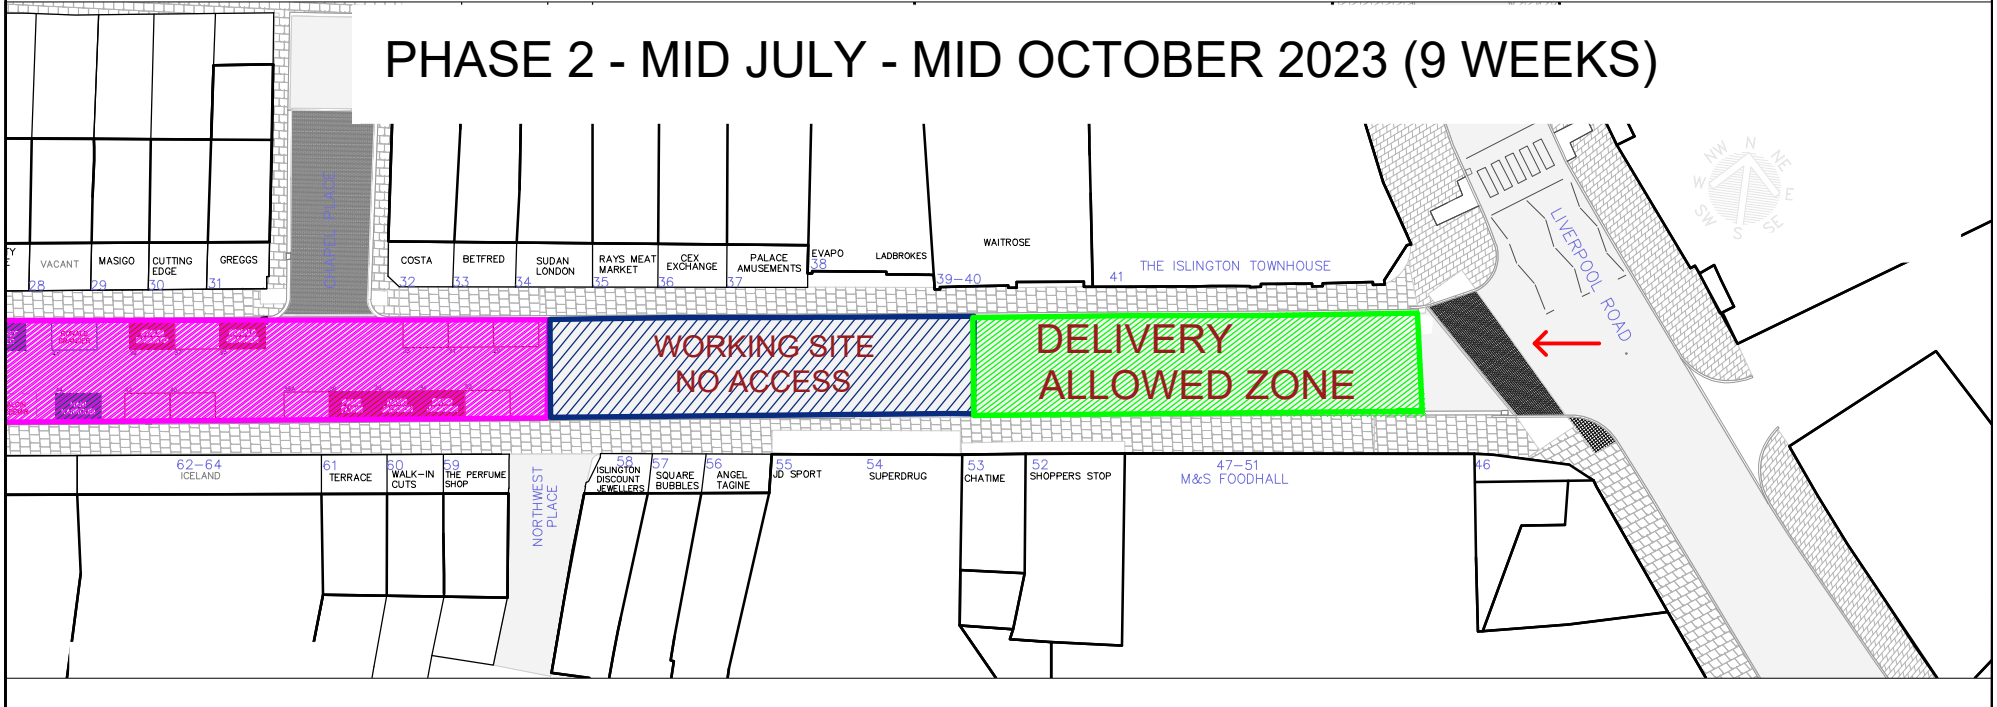 PHASE 2 - MID JULY - MID OCTOBER 2023 (9 WEEKS)
N
NW
NE
W
E
SW
SE
S
CHAPEL PLACE
LIVERPOOL ROAD
VACANT
28
MASIGO
29
CUTTING
EDGE
30
GREGGS
31
COSTA
32
BETFRED
33
SUDAN
LONDON
34
RAYS MEAT
MARKET
35
CEX
EXCHANGE
36
PALACE
AMUSEMENTS
37
EVAPO
38
LADBROKES
WAITROSE
39-40
THE ISLINGTON TOWNHOUSE
41
WORKING SITE
NO ACCESS
DELIVERY
ALLOWED ZONE
62-64
ICELAND
61
TERRACE
60
WALK-IN
CUTS
59
THE PERFUME
SHOP
NORTHWEST
PLACE
58
ISLINGTON
DISCOUNT
JEWELLERS
57
SQUARE
BUBBLES
56
ANGEL
TAGINE
55
JD SPORT
54
SUPERDRUG
53
CHATIME
52
SHOPPERS STOP
47-51
M&S FOODHALL
46